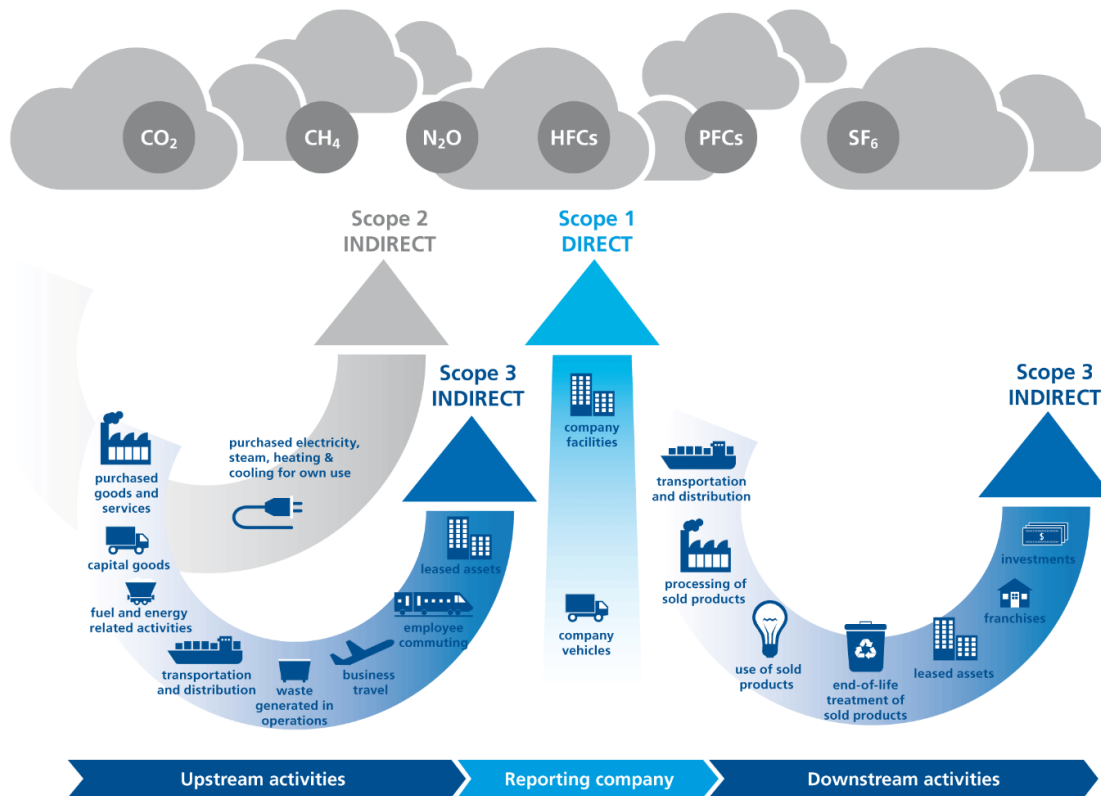 CO₂
CH₄
N₂O
HFCs
PFCs
SF₆
Scope 2
INDIRECT
Scope 1
DIRECT
Scope 3
INDIRECT
Scope 3
INDIRECT
purchased electricity,
steam, heating &
cooling for own use
purchased
goods and
services
capital goods
fuel and energy
related activities
transportation
and distribution
waste
generated in
operations
business
travel
employee
commuting
leased assets
company
facilities
company
vehicles
transportation
and distribution
processing of
sold products
use of sold
products
end-of-life
treatment of
sold products
leased assets
franchises
investments
$
Upstream activities
Reporting company
Downstream activities